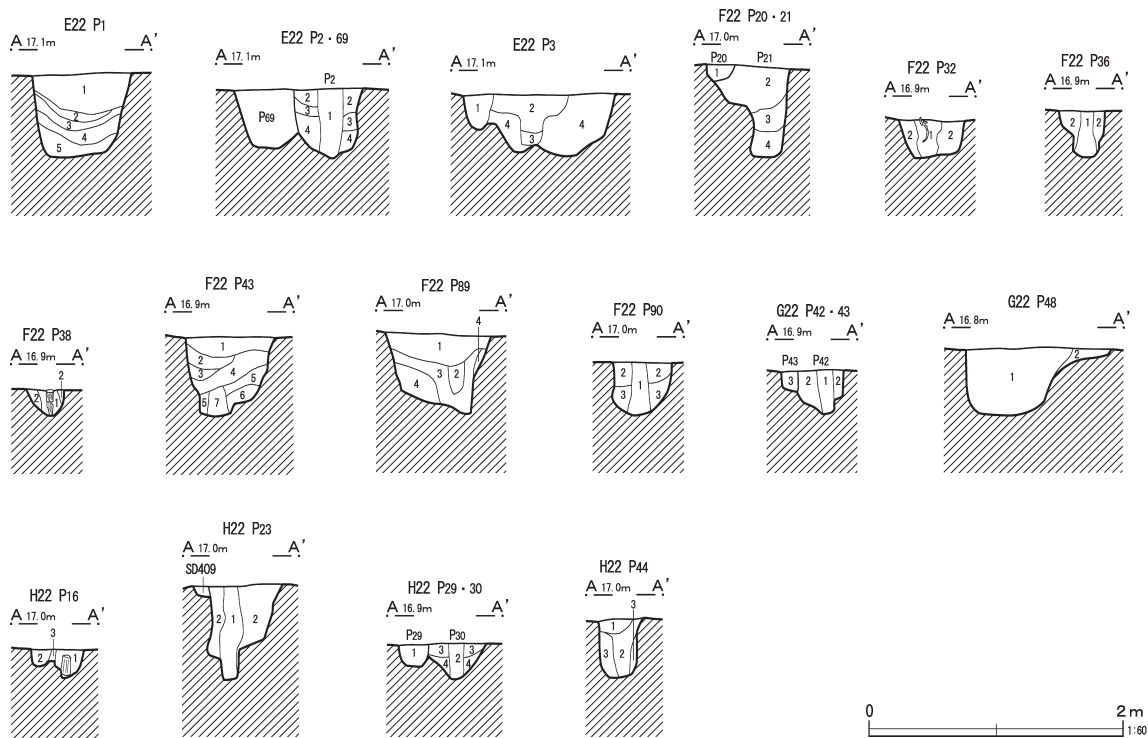 E22 P1
A 17.1m A'
1
2
3
4
5
E22 P2・69
A 17.1m A'
P2
P69
2 1 2
3 3
4 4
E22 P3
A 17.1m A'
1 2
4 4
3
F22 P20・21
A 17.0m A'
P20 P21
1 2
3
4
F22 P32
A 16.9m A'
2 1 2
F22 P36
A 16.9m A'
2 1 2
F22 P38
A 16.9m A'
2
2 1
F22 P43
A 16.9m A'
1
2
3 4
5
5 7 6
F22 P89
A 17.0m A'
4
1
3 2
4
F22 P90
A 17.0m A'
2 1 2
3 3
G22 P42・43
A 16.9m A'
P43 P42
3 2 1 2
G22 P48
A 16.8m A'
2
1
H22 P16
A 17.0m A'
3
2 1
H22 P23
A 17.0m A'
SD409
2 1 2
H22 P29・30
A 16.9m A'
P29 P30
1 3 2 3
4 4
H22 P44
A 17.0m A'
3
1
3 2
0 2m
1:60